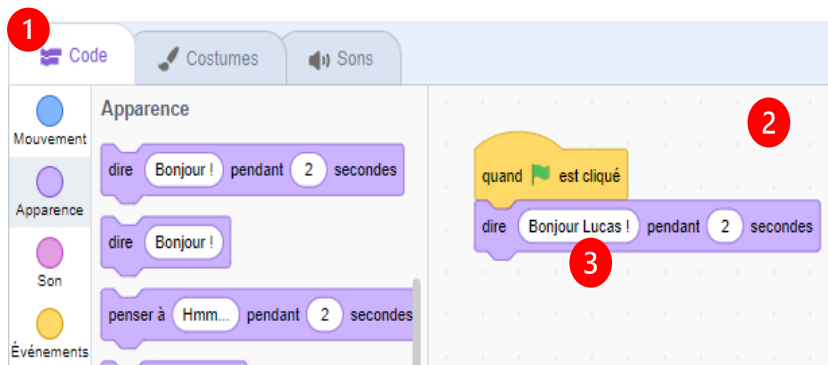 1
Code
Costumes
Sons
Mouvement
Apparence
Son
Événements
Apparence
dire Bonjour ! pendant 2 secondes
dire Bonjour !
penser à Hmm... pendant 2 secondes
2
quand est cliqué
dire Bonjour Lucas ! pendant 2 secondes
3